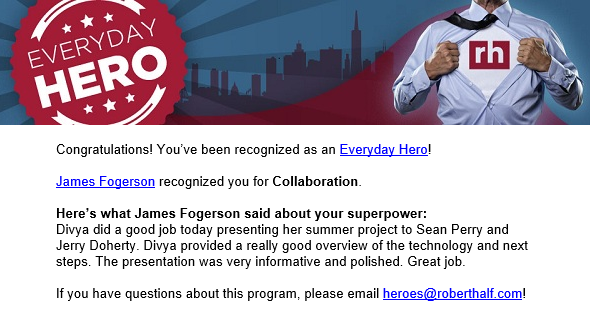 EVERYDAY
HERO
rh
Congratulations! You’ve been recognized as an Everyday Hero!
James Fogerson recognized you for Collaboration.
Here’s what James Fogerson said about your superpower:
Divya did a good job today presenting her summer project to Sean Perry and
Jerry Doherty. Divya provided a really good overview of the technology and next
steps. The presentation was very informative and polished. Great job.
If you have questions about this program, please email heroes@roberthalf.com!